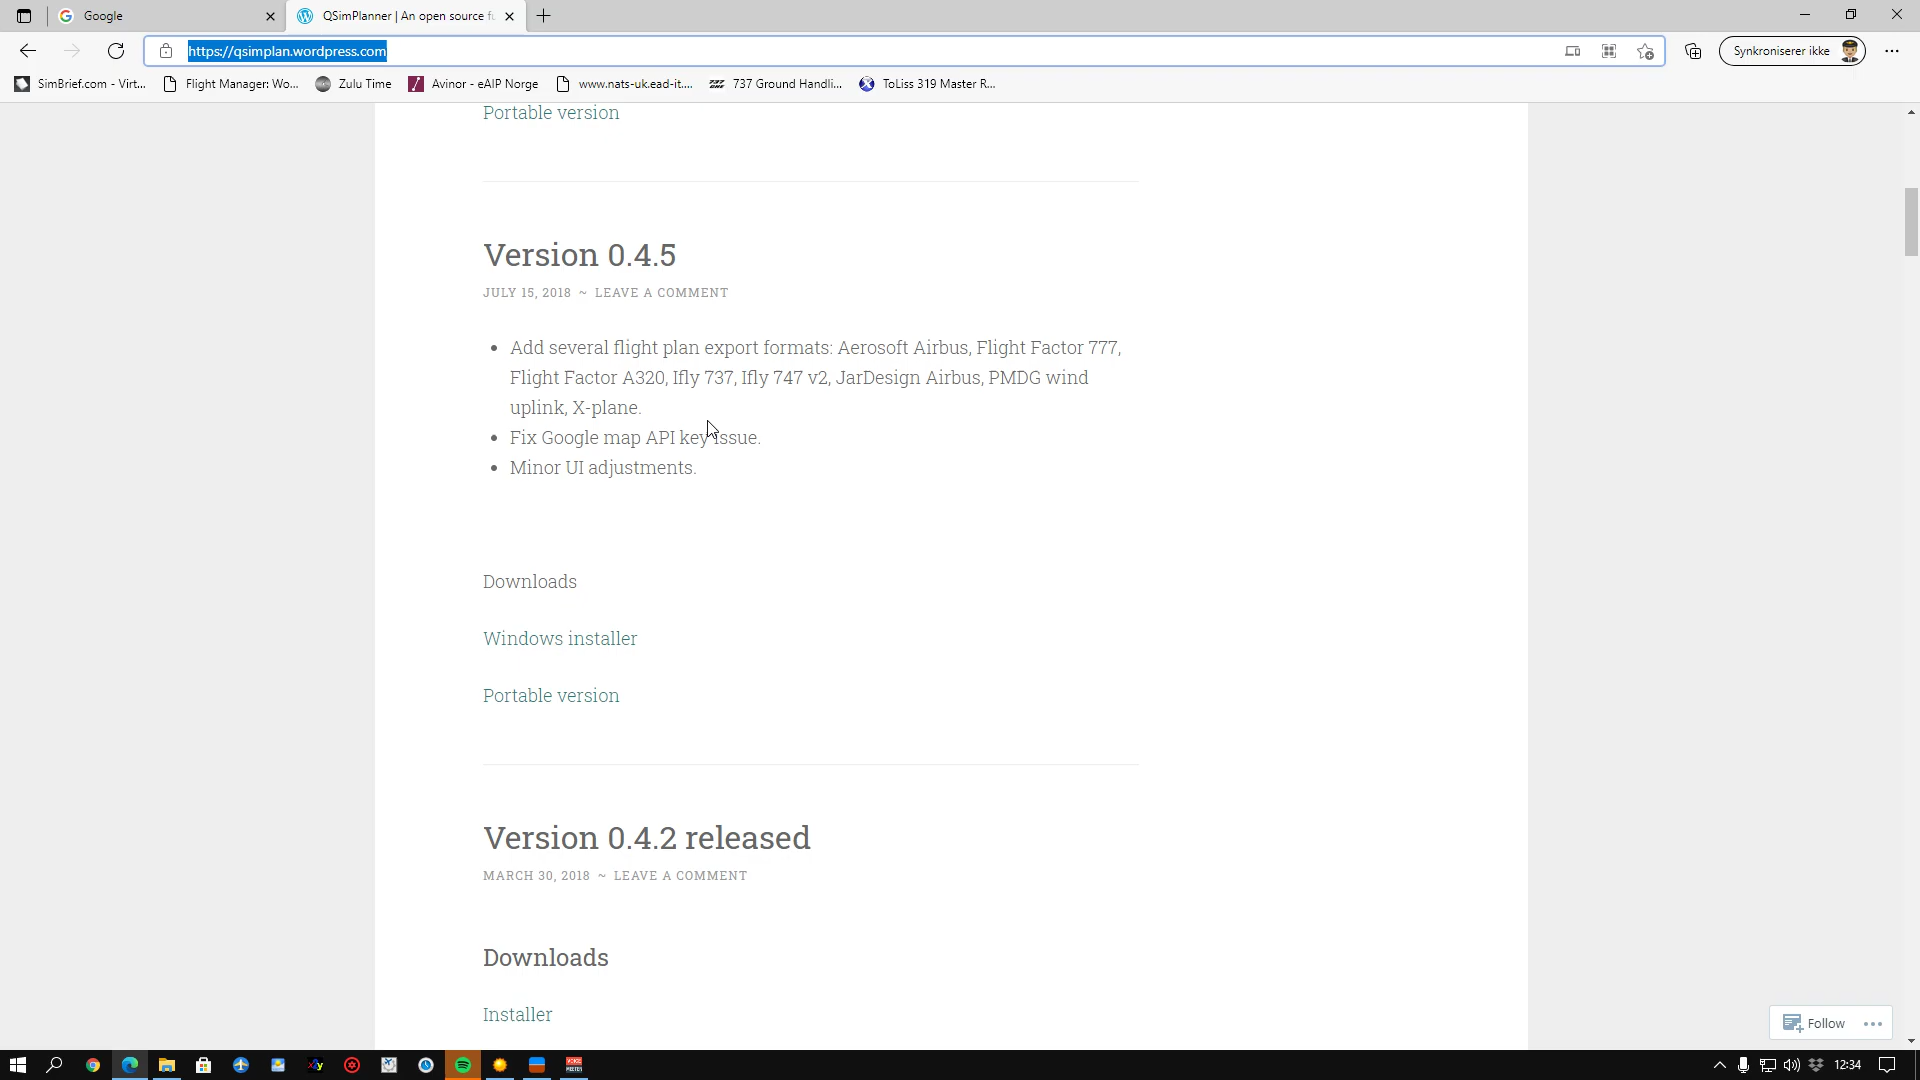 Google
QSimPlanner | An open source f
https://qsimplan.wordpress.com
Synkroniserer ikke
SimBrief.com - Virt...
Flight Manager: Wo...
Zulu Time
Avinor - eAIP Norge
www.nats-uk.ead-it....
737 Ground Handli...
ToLiss 319 Master R...
Portable version
Version 0.4.5
JULY 15, 2018 ~ LEAVE A COMMENT
• Add several flight plan export formats: Aerosoft Airbus, Flight Factor 777,
Flight Factor A320, Ifly 737, Ifly 747 v2, JarDesign Airbus, PMDG wind
uplink, X-plane.
• Fix Google map API key issue.
• Minor UI adjustments.
Downloads
Windows installer
Portable version
Version 0.4.2 released
MARCH 30, 2018 ~ LEAVE A COMMENT
Downloads
Installer
Follow
12:34